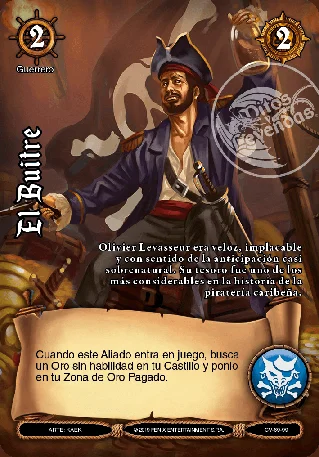 2
2
Guerrero
Mitos
y
Leyendas
El Buitre
Olivier Levasseur era veloz, implacable
y con sentido de la anticipación casi
sobrenatural. Su tesoro fue uno de los
más considerables en la historia de la
piratería caribeña.
Cuando este Aliado entra en juego, busca
un Oro sin habilidad en tu Castillo y ponlo
en tu Zona de Oro Pagado.